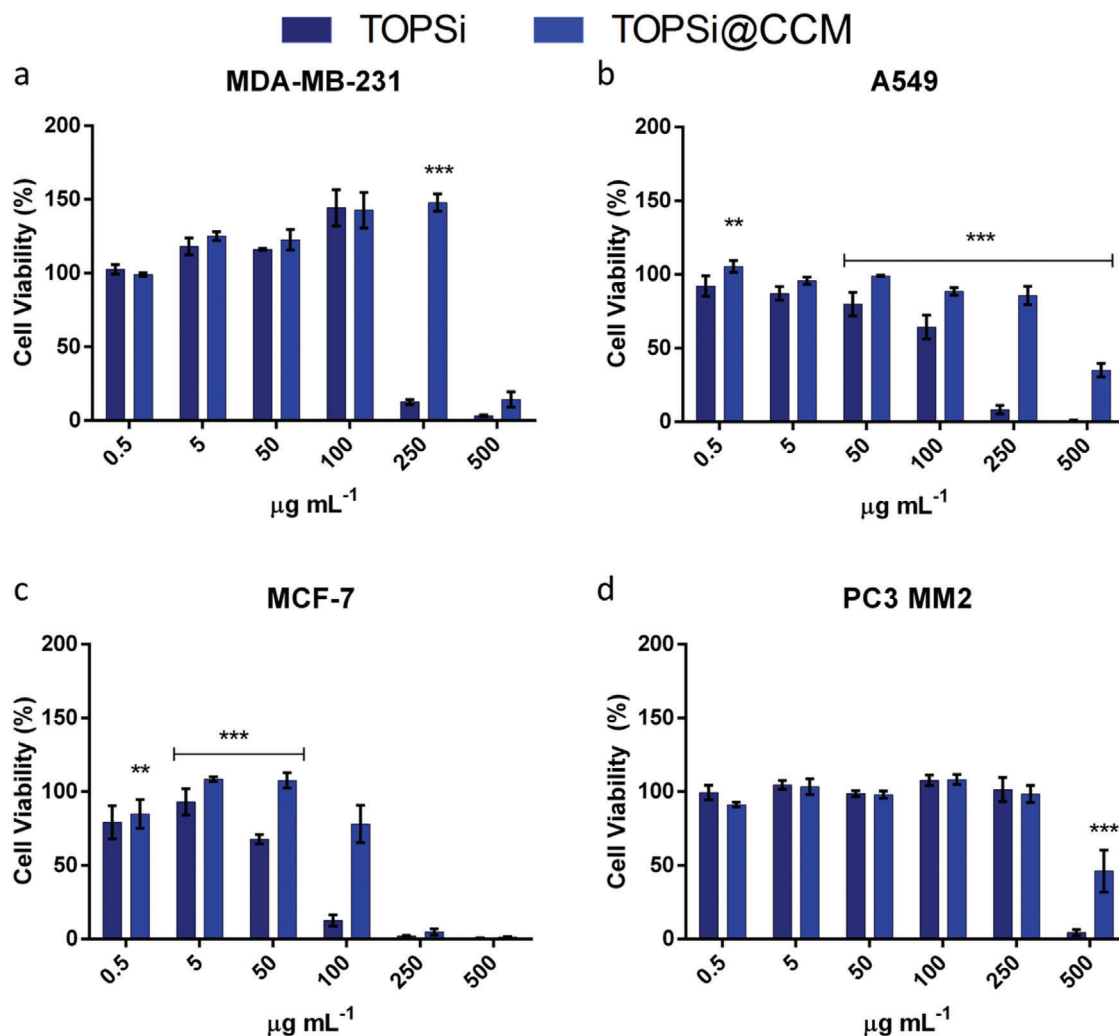 TOPSi TOPSi@CCM
a MDA-MB-231
Cell Viability (%)
200
150
100
50
0
***
0.5 5 50 100 250 500
μg mL-1
b A549
Cell Viability (%)
200
150
100
50
0
** ***
0.5 5 50 100 250 500
μg mL-1
c MCF-7
Cell Viability (%)
200
150
100
50
0
** ***
0.5 5 50 100 250 500
μg mL-1
d PC3 MM2
Cell Viability (%)
200
150
100
50
0
***
0.5 5 50 100 250 500
μg mL-1